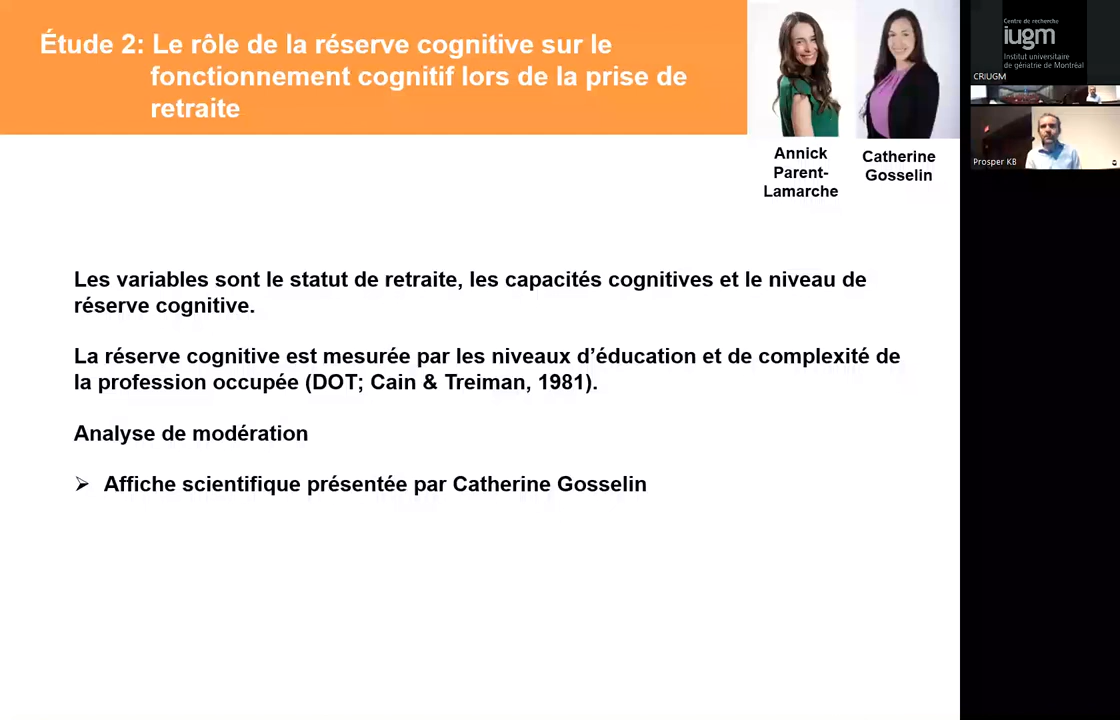 Étude 2: Le rôle de la réserve cognitive sur le
fonctionnement cognitif lors de la prise de
retraite
Annick
Parent-
Lamarche
Catherine
Gosselin
Les variables sont le statut de retraite, les capacités cognitives et le niveau de
réserve cognitive.
La réserve cognitive est mesurée par les niveaux d’éducation et de complexité de
la profession occupée (DOT; Cain & Treiman, 1981).
Analyse de modération
Affiche scientifique présentée par Catherine Gosselin
Centre de recherche
iugm
Institut universitaire
de gériatrie de Montréal
CRIUGM
Prosper KB